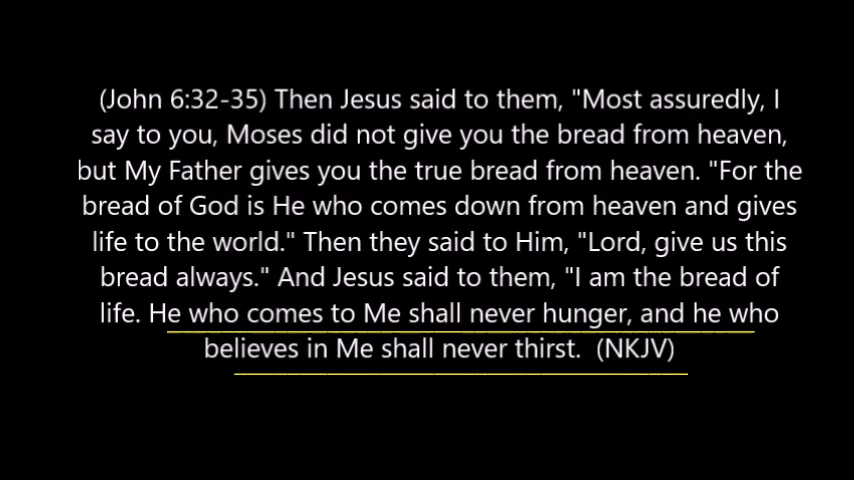 (John 6:32-35) Then Jesus said to them, "Most assuredly, I
say to you, Moses did not give you the bread from heaven,
but My Father gives you the true bread from heaven. "For the
bread of God is He who comes down from heaven and gives
life to the world." Then they said to Him, "Lord, give us this
bread always." And Jesus said to them, "I am the bread of
life. He who comes to Me shall never hunger, and he who
believes in Me shall never thirst.  (NKJV)